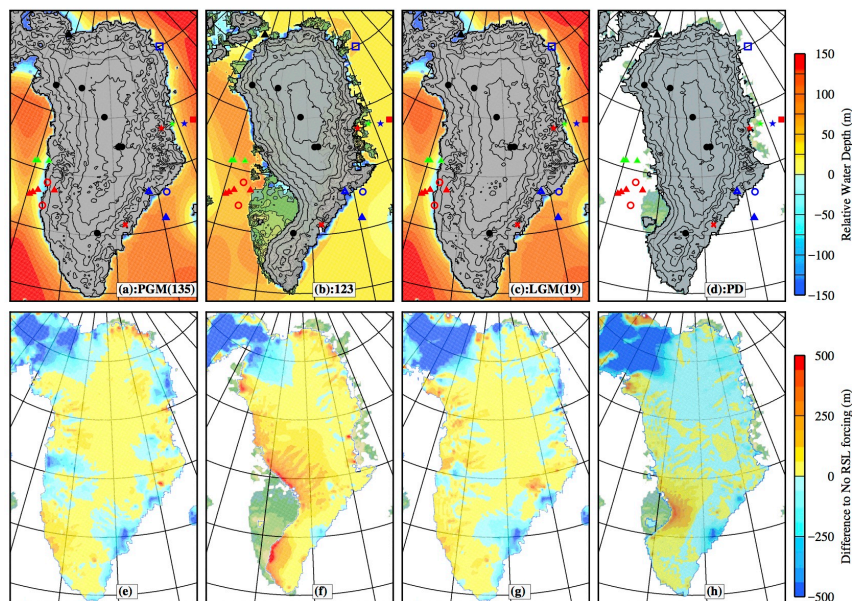 (a):PGM(135)
(b):123
(c):LGM(19)
(d):PD
150
100
50
0
−50
−100
−150
Relative Water Depth (m)
(e)
(f)
(g)
(h)
500
250
0
−250
−500
Difference to No RSL forcing (m)